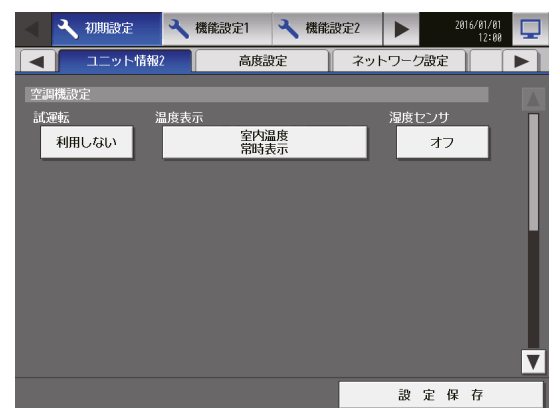 初期設定
機能設定1
機能設定2
2016/01/01
12:00
ユニット情報2
高度設定
ネットワーク設定
空調機設定
試運転
温度表示
湿度センサ
利用しない
室内温度
常時表示
オフ
設定保存